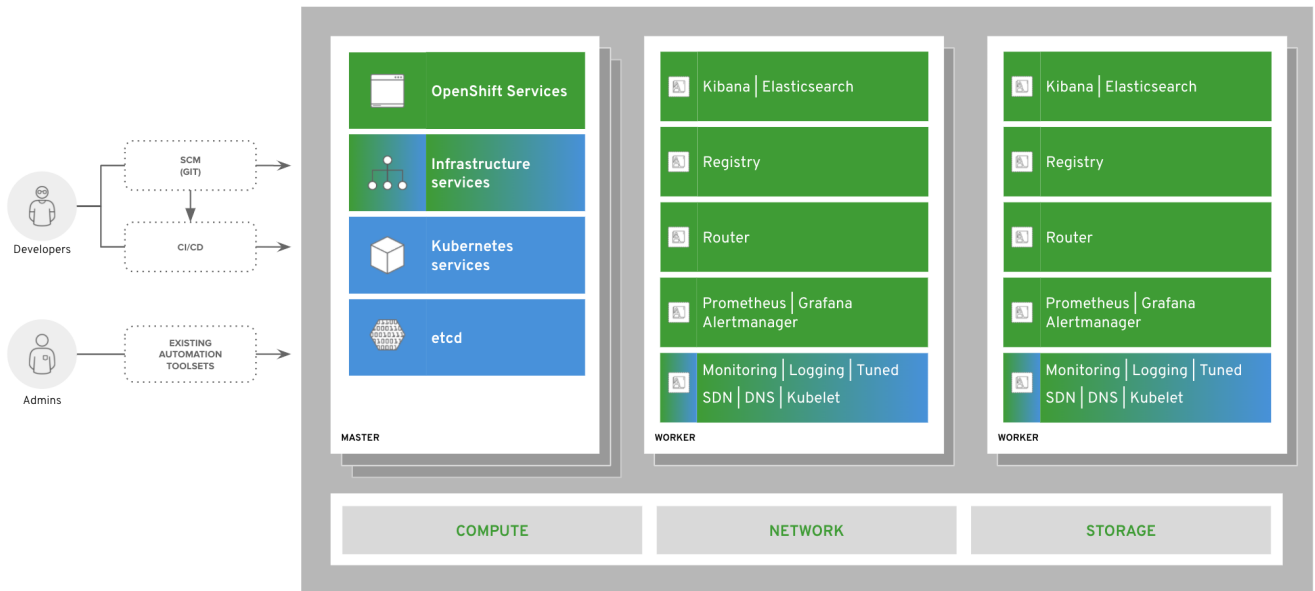 Developers
SCM
(GIT)
CI/CD
Admins
EXISTING
AUTOMATION
TOOLSETS
OpenShift Services
Infrastructure
services
Kubernetes
services
etcd
MASTER
Kibana | Elasticsearch
Registry
Router
Prometheus | Grafana
Alertmanager
Monitoring | Logging | Tuned
SDN | DNS | Kubelet
WORKER
Kibana | Elasticsearch
Registry
Router
Prometheus | Grafana
Alertmanager
Monitoring | Logging | Tuned
SDN | DNS | Kubelet
WORKER
COMPUTE
NETWORK
STORAGE